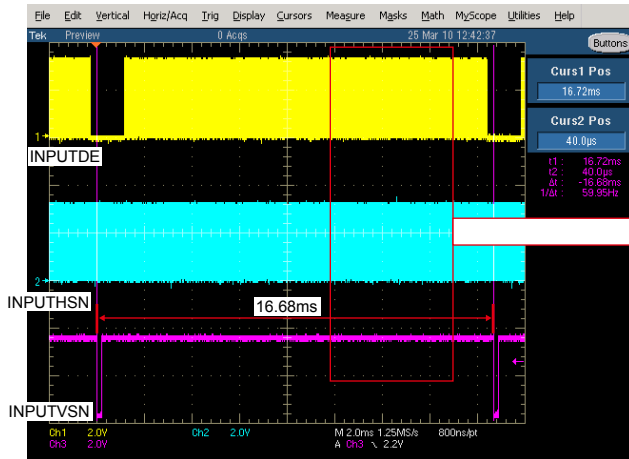 File Edit Vertical Horiz/Acq Trig Display Cursors Measure Masks Math MyScope Utilities Help
Tek Preview 0 Acqs 25 Mar 10 12:42:37
Buttons
Curs1 Pos
16.72ms
Curs2 Pos
40.0µs
t1 : 16.72ms
t2 : 40.0µs
Δt : -16.68ms
1/Δt : 59.95Hz
1
INPUTDE
2
INPUTHSN
16.68ms
INPUTVSN
Ch1 2.0V Ch2 2.0V M 2.0ms 1.25MS/s 800ns/pt
Ch3 2.0V A Ch3 2.2V